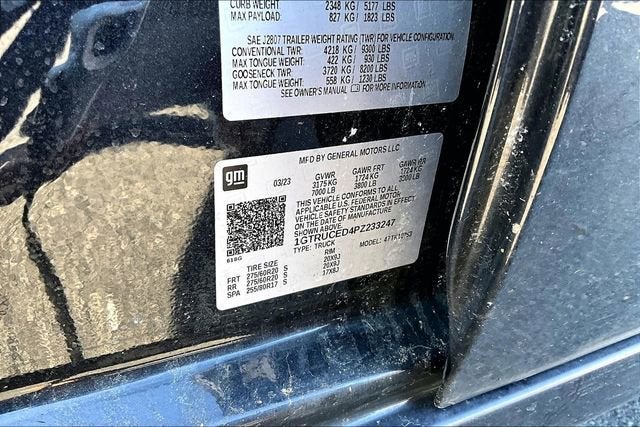 CURB WEIGHT 2348 KG / 5177 LBS
MAX PAYLOAD: 827 KG / 1823 LBS
SAE J2807 TRAILER WEIGHT RATING (TWR) FOR VEHICLE CONFIGURATION
CONVENTIONAL TWR: 4218 KG / 9300 LBS
MAX TONGUE WEIGHT: 422 KG / 930 LBS
GOOSENECK TWR 3720 KG / 8200 LBS
MAX TONGUE WEIGHT: 558 KG / 1230 LBS
SEE OWNER'S MANUAL FOR MORE INFORMATION
gm
MFD BY GENERAL MOTORS LLC
03/23 GVWR GAWR FRT GAWR RR
3175 KG 1724 KG 1724 KG
7000 LB 3800 LB 3800 LB
THIS VEHICLE CONFORMS TO ALL
APPLICABLE U.S. FEDERAL MOTOR
VEHICLE SAFETY STANDARDS IN EFFECT
ON THE DATE OF MANUFACTURE
SHOWN ABOVE.
1GTRUCED4PZ233247
TYPE: TRUCK MODEL:
618G
TIRE SIZE RIM
FRT 275/60R20 S 20X9J
RR 275/60R20 S 20X9J
SPA 255/80R17 S 17X8J